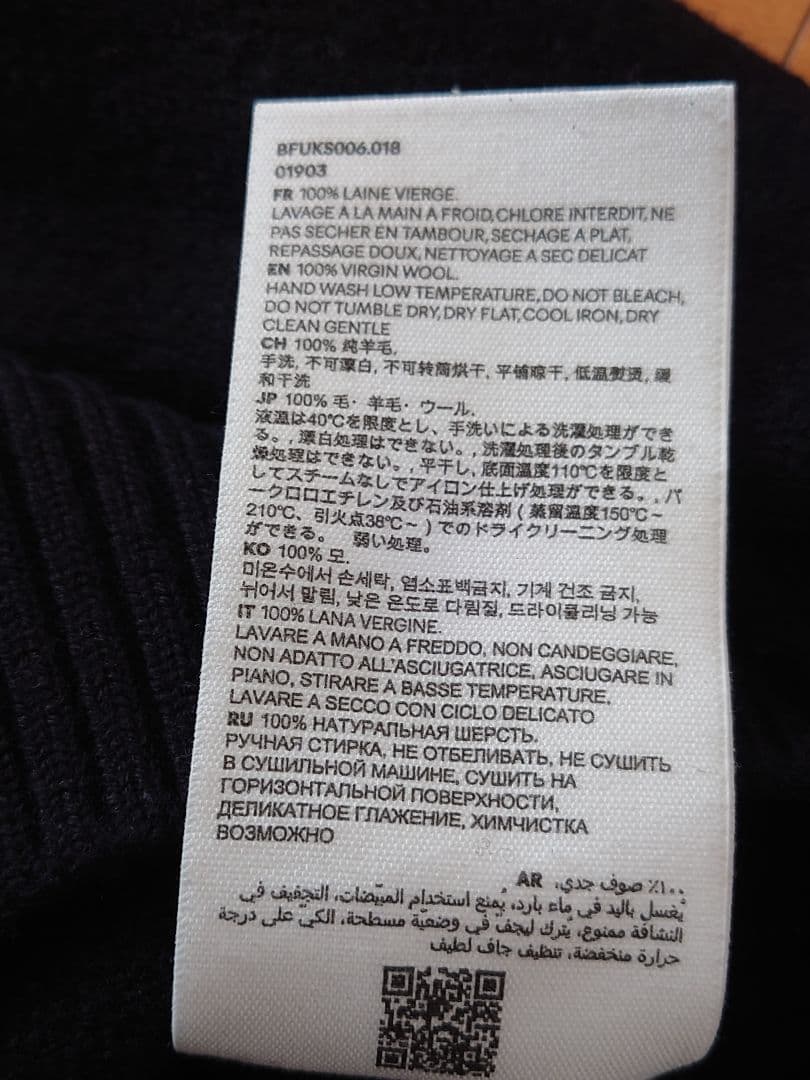 BFUKS006.018
01903
FR 100% LAINE VIERGE.
LAVAGE A LA MAIN A FROID, CHLORE INTERDIT, NE
PAS SECHER EN TAMBOUR, SECHAGE A PLAT,
REPASSAGE DOUX, NETTOYAGE A SEC DELICAT
EN 100% VIRGIN WOOL.
HAND WASH LOW TEMPERATURE, DO NOT BLEACH,
DO NOT TUMBLE DRY, DRY FLAT, COOL IRON, DRY
CLEAN GENTLE
CH 100% 纯羊毛,
手洗, 不可漂白, 不可转筒烘干, 平铺晾干, 低温熨烫, 缓
和干洗
JP 100% 毛・羊毛・ウール.
液温は40℃を限度とし、手洗いによる洗濯処理ができ
る。, 漂白処理はできない。, 洗濯処理後のタンブル乾
燥処理はできない。, 平干し, 底面温度110℃を限度と
してスチームなしでアイロン仕上げ処理ができる。, パ
ークロロエチレン及び石油系溶剤 ( 蒸留温度150℃～
210℃、引火点38℃～ ) でのドライクリーニング処理
ができる。 弱い処理。
KO 100% 모.
미온수에서 손세탁, 염소표백금지, 기계 건조 금지,
뉘어서 말림, 낮은 온도로 다림질, 드라이클리닝 가능
IT 100% LANA VERGINE.
LAVARE A MANO A FREDDO, NON CANDEGGIARE,
NON ADATTO ALL'ASCIUGATRICE, ASCIUGARE IN
PIANO, STIRARE A BASSE TEMPERATURE,
LAVARE A SECCO CON CICLO DELICATO
RU 100% НАТУРАЛЬНАЯ ШЕРСТЬ.
РУЧНАЯ СТИРКА, НЕ ОТБЕЛИВАТЬ, НЕ СУШИТЬ
В СУШИЛЬНОЙ МАШИНЕ, СУШИТЬ НА
ГОРИЗОНТАЛЬНОЙ ПОВЕРХНОСТИ,
ДЕЛИКАТНОЕ ГЛАЖЕНИЕ, ХИМЧИСТКА
ВОЗМОЖНО
١٠٠٪ صوف جدي، AR
يُغسل باليد في ماء بارد، يُمنع استخدام المبيّضات، التجفيف في
النشافة ممنوع، يُترك ليجفّ في وضعيّة مسطحة، الكيّ على درجة
حرارة منخفضة، تنظيف جاف لطيف